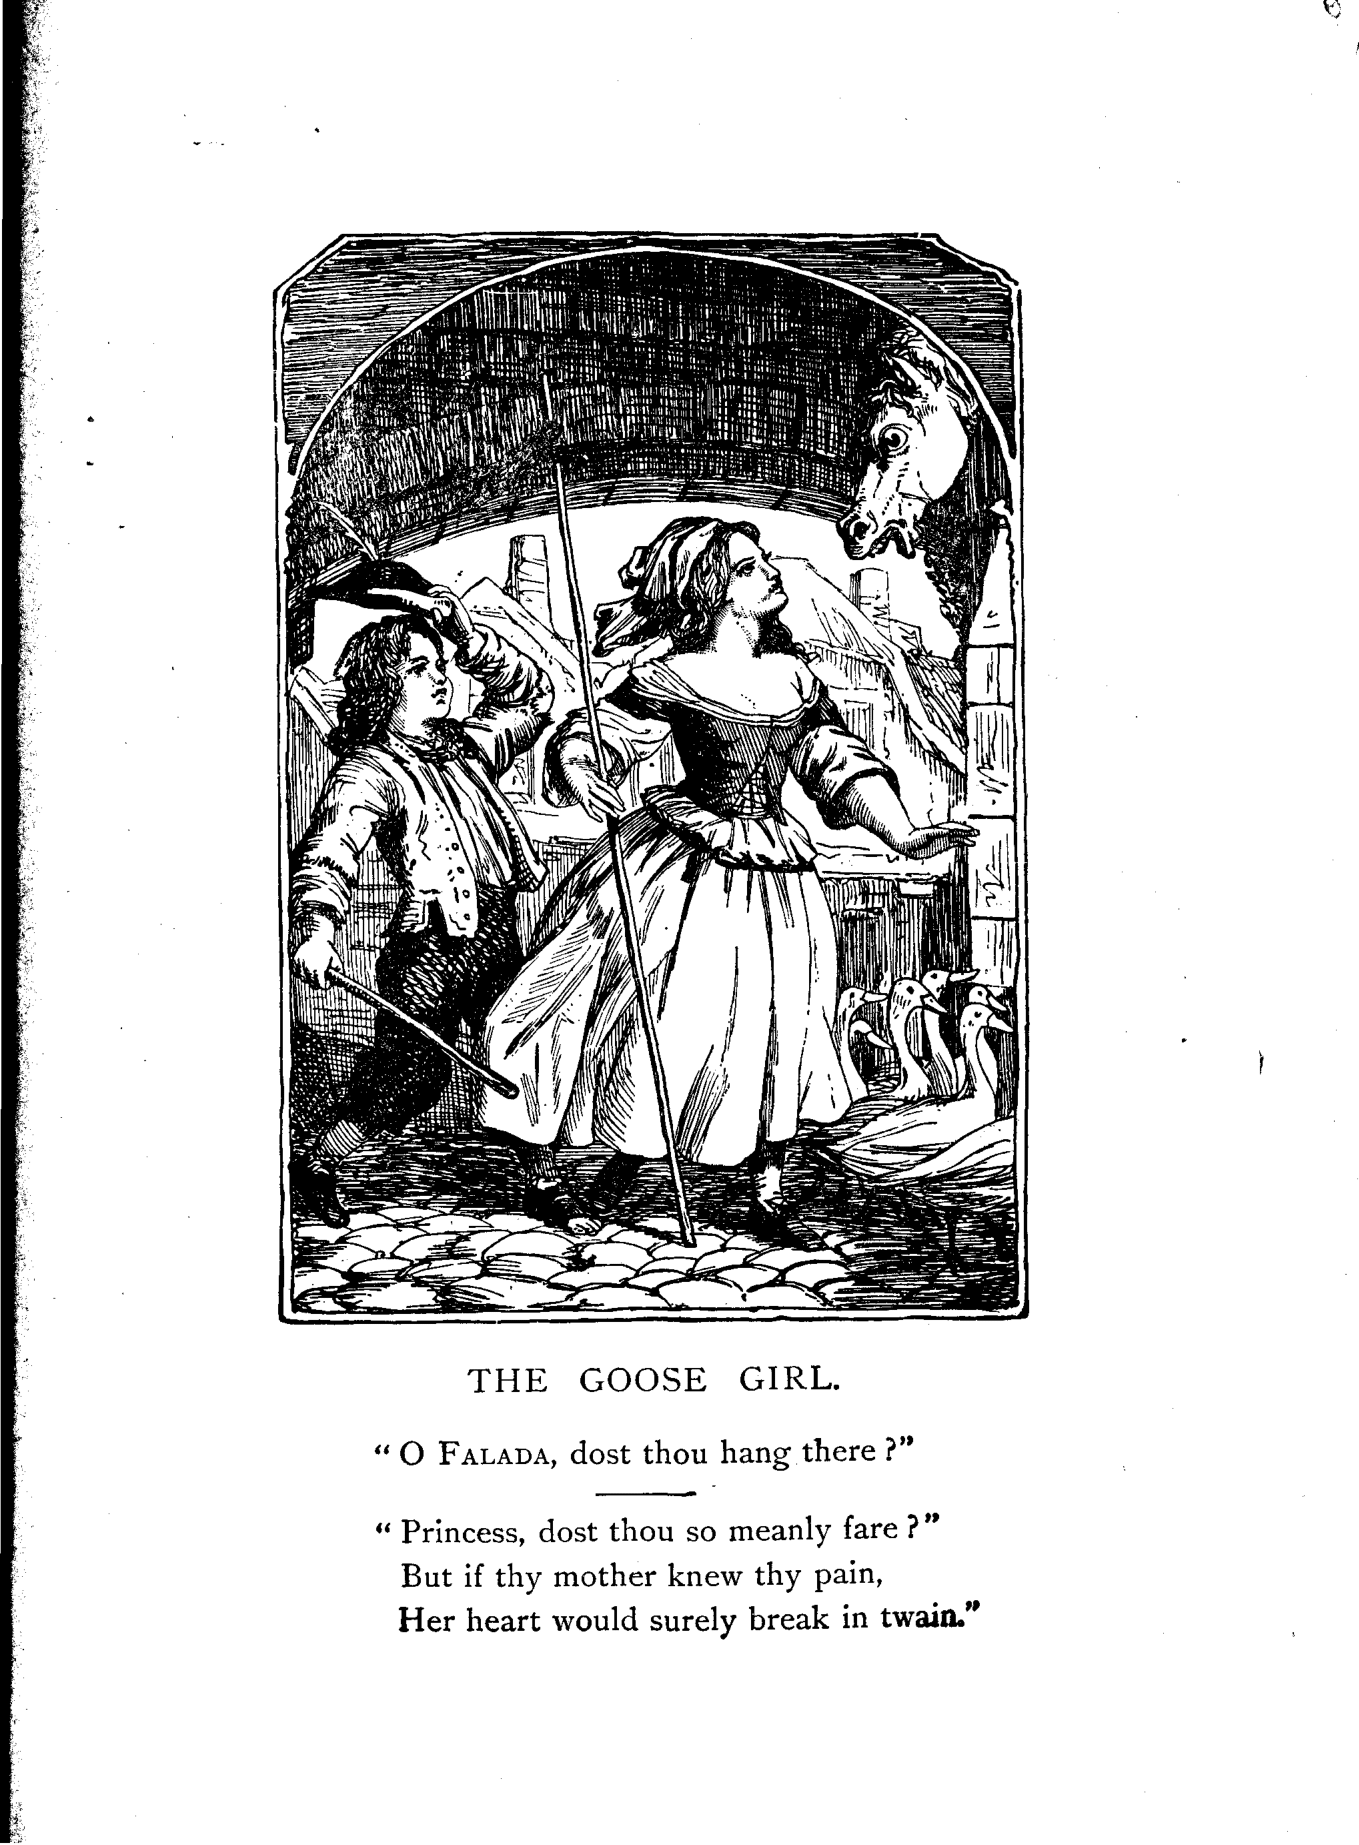 THE GOOSE GIRL.
“ O FALADA, dost thou hang there ?”
“ Princess, dost thou so meanly fare ?”
But if thy mother knew thy pain,
Her heart would surely break in twain.”